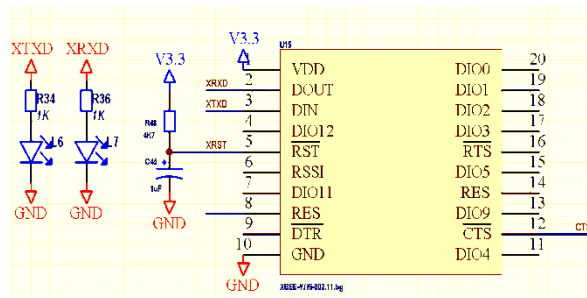 XTXD XRXD
R34
1K
R36
1K
L6
L7
GND GND
V3.3
4K7
XRST
1uF
GND
V3.3
U15
XRXD
XTXD
1 VDD
2 DOUT
3 DIN
4 DIO12
5 RST
6 RSSI
7 DIO11
8 RES
9 DTR
10 GND
GND
DIO0 20
DIO1 19
DIO2 18
DIO3 17
RTS 16
DIO5 15
RES 14
DIO9 13
CTS 12
DIO4 11
CTS